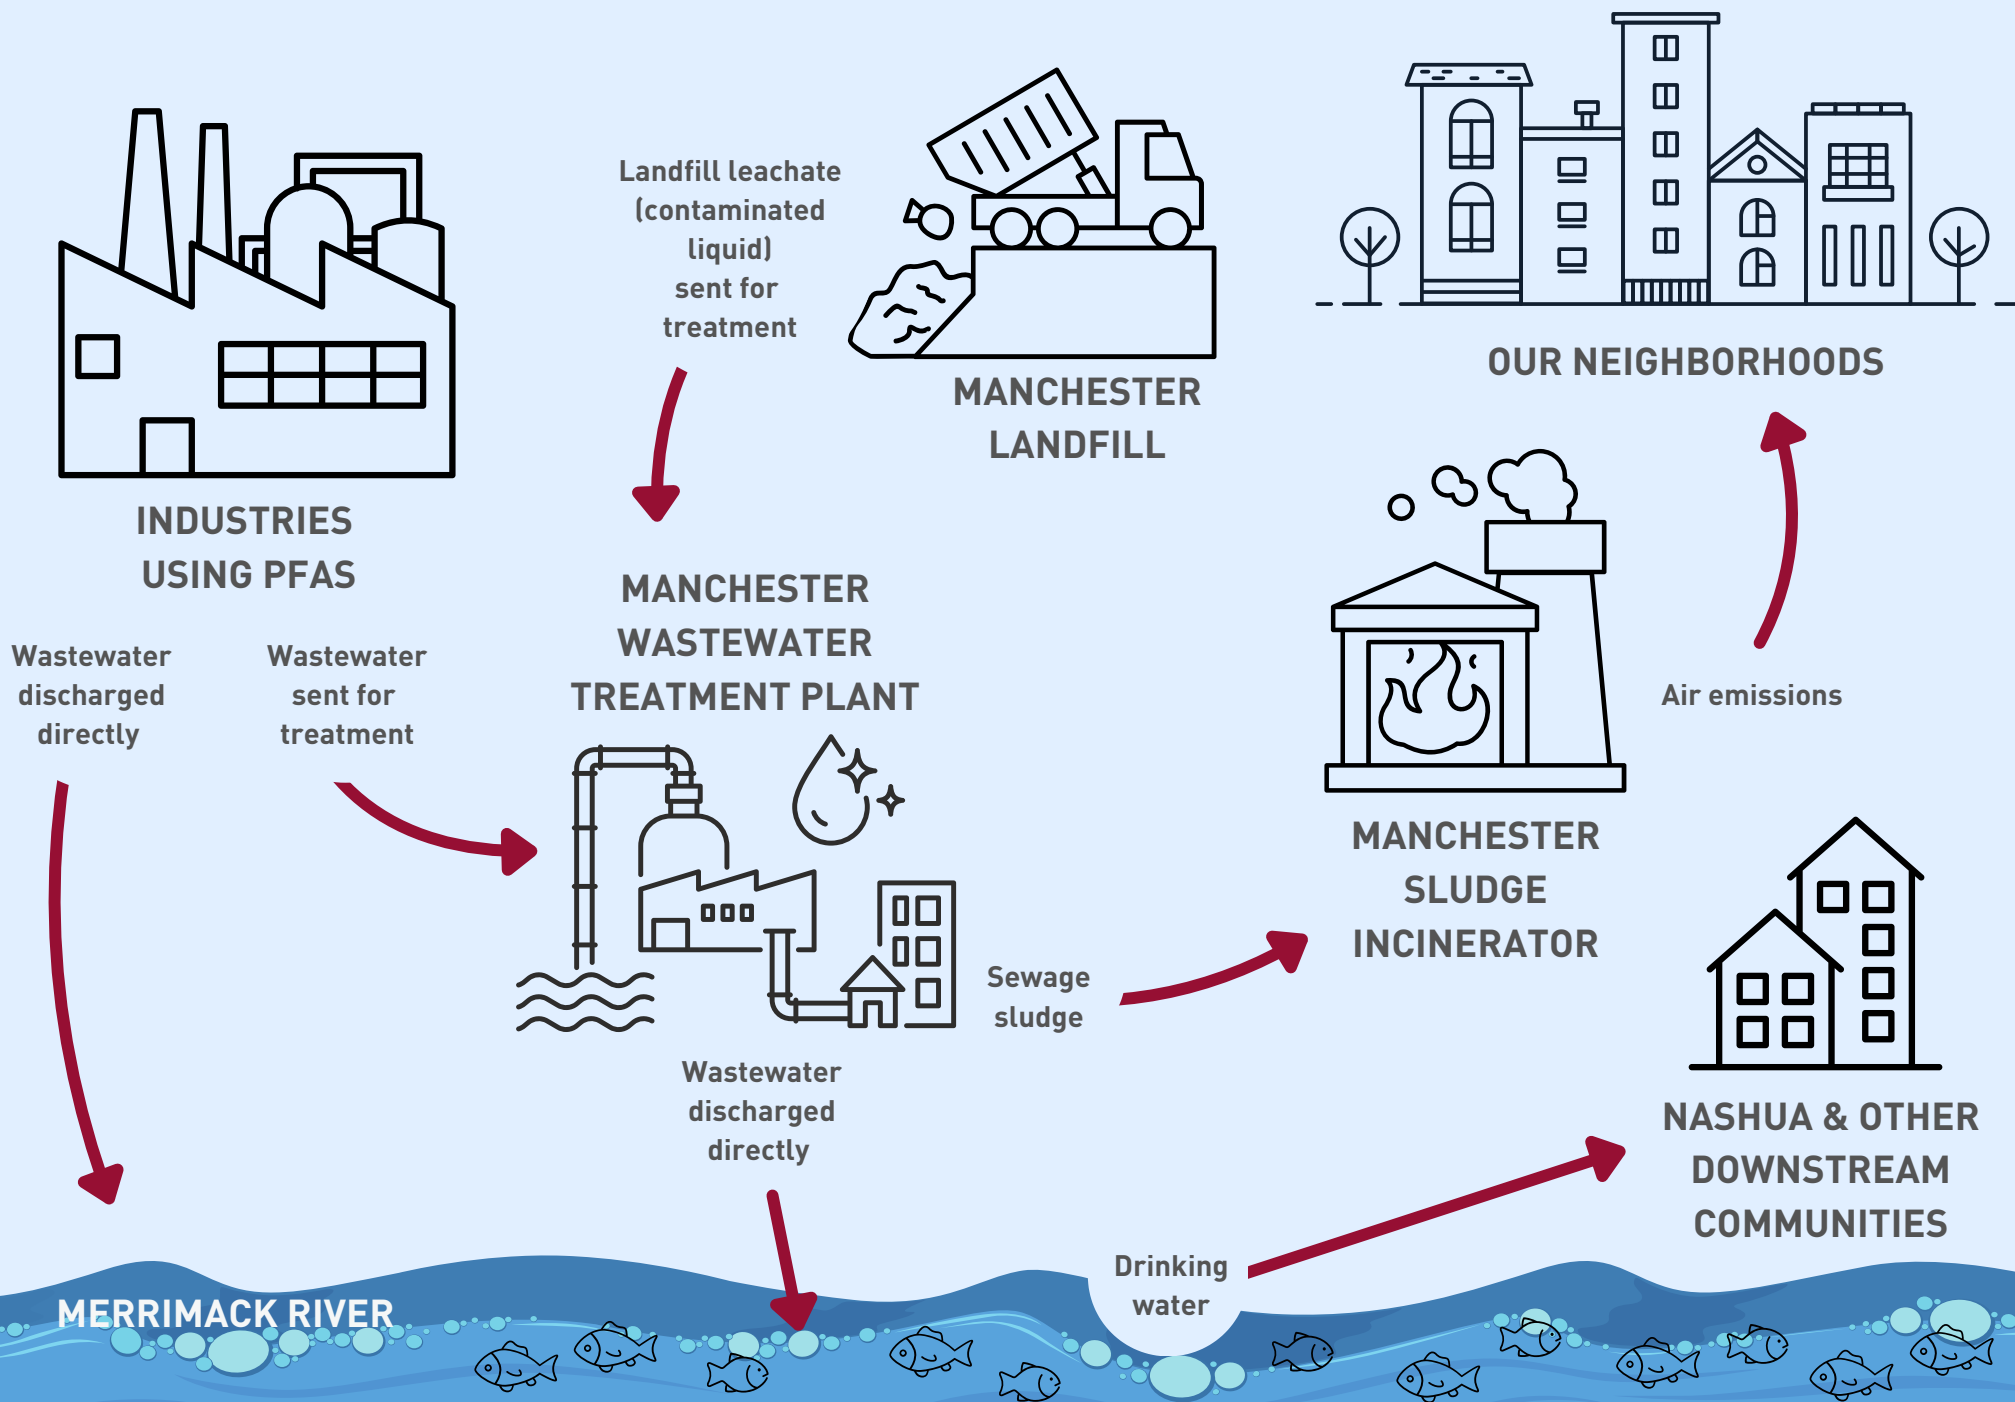 Landfill leachate
(contaminated
liquid)
sent for
treatment
MANCHESTER
LANDFILL
OUR NEIGHBORHOODS
INDUSTRIES
USING PFAS
Wastewater
discharged
directly
Wastewater
sent for
treatment
MANCHESTER
WASTEWATER
TREATMENT PLANT
Air emissions
MANCHESTER
SLUDGE
INCINERATOR
Sewage
sludge
Wastewater
discharged
directly
NASHUA & OTHER
DOWNSTREAM
COMMUNITIES
Drinking
water
MERRIMACK RIVER